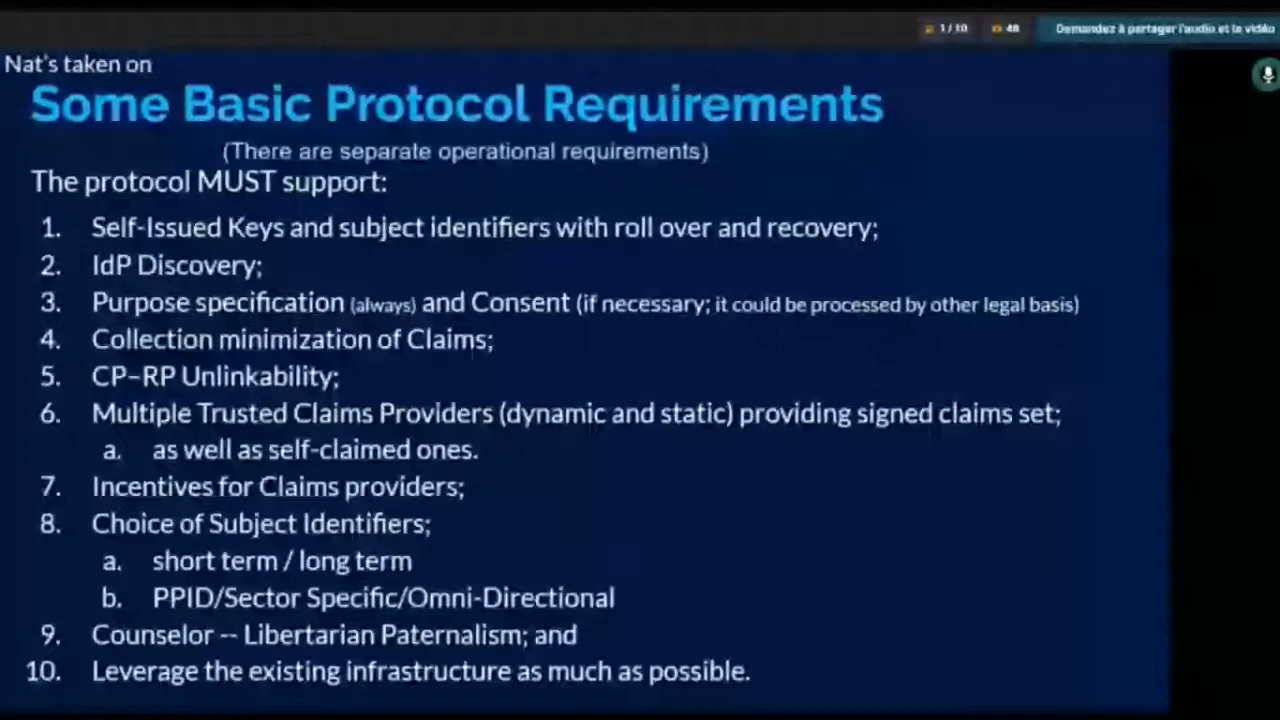 1 / 10
48
Demandez à partager l'audio et la vidéo
Nat's taken on
Some Basic Protocol Requirements
(There are separate operational requirements)
The protocol MUST support:
1. Self-Issued Keys and subject identifiers with roll over and recovery;
2. IdP Discovery;
3. Purpose specification (always) and Consent (if necessary; it could be processed by other legal basis)
4. Collection minimization of Claims;
5. CP–RP Unlinkability;
6. Multiple Trusted Claims Providers (dynamic and static) providing signed claims set;
a. as well as self-claimed ones.
7. Incentives for Claims providers;
8. Choice of Subject Identifiers;
a. short term / long term
b. PPID/Sector Specific/Omni-Directional
9. Counselor -- Libertarian Paternalism; and
10. Leverage the existing infrastructure as much as possible.